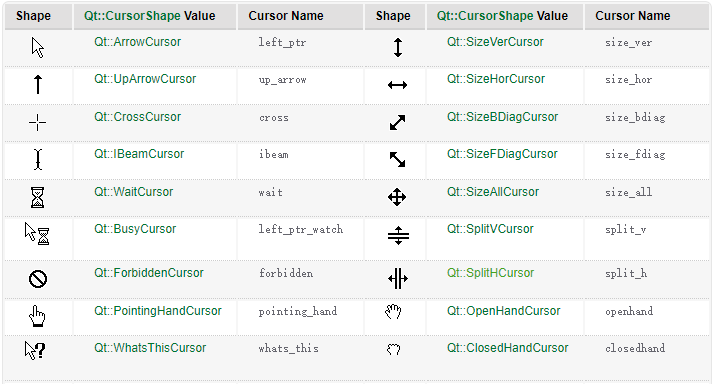 Shape Qt::CursorShape Value Cursor Name Shape Qt::CursorShape Value Cursor Name
Qt::ArrowCursor left_ptr Qt::SizeVerCursor size_ver
Qt::UpArrowCursor up_arrow Qt::SizeHorCursor size_hor
Qt::CrossCursor cross Qt::SizeBDiagCursor size_bdiag
Qt::IBeamCursor ibeam Qt::SizeFDiagCursor size_fdiag
Qt::WaitCursor wait Qt::SizeAllCursor size_all
Qt::BusyCursor left_ptr_watch Qt::SplitVCursor split_v
Qt::ForbiddenCursor forbidden Qt::SplitHCursor split_h
Qt::PointingHandCursor pointing_hand Qt::OpenHandCursor openhand
Qt::WhatsThisCursor whats_this Qt::ClosedHandCursor closedhand